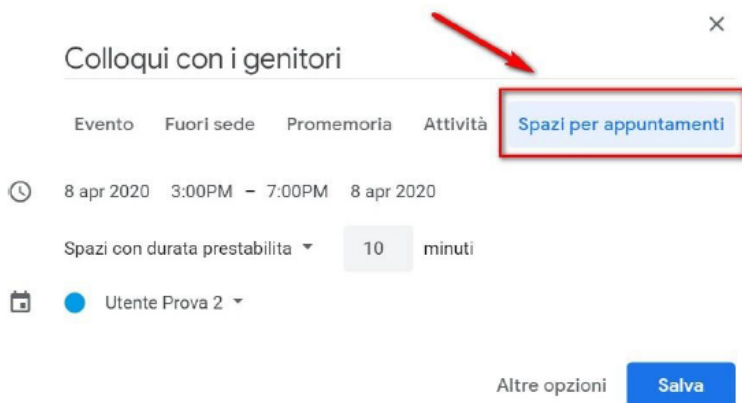 Colloqui con i genitori
Evento Fuori sede Promemoria Attività Spazi per appuntamenti
8 apr 2020 3:00PM – 7:00PM 8 apr 2020
Spazi con durata prestabilita 10 minuti
Utente Prova 2
Altre opzioni Salva